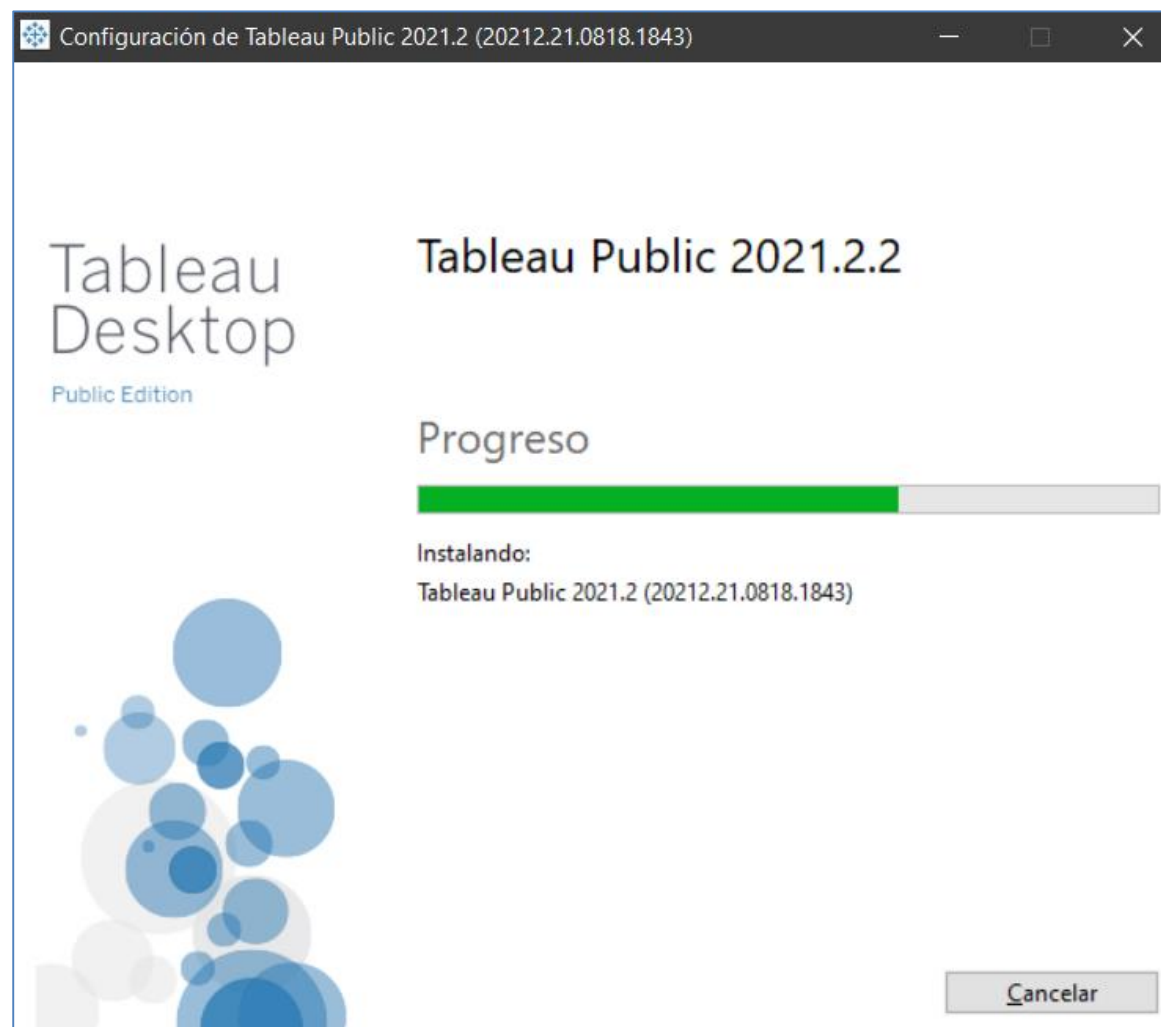 Configuración de Tableau Public 2021.2 (20212.21.0818.1843)
Tableau
Desktop
Public Edition
Tableau Public 2021.2.2
Progreso
Instalando:
Tableau Public 2021.2 (20212.21.0818.1843)
Cancelar